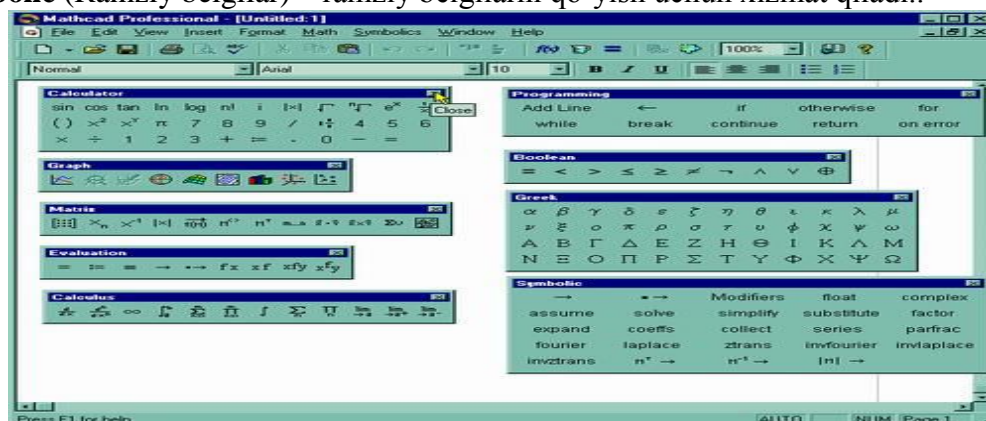 (Ramziy belgilar) – ramziy belgilarni qo'yish uchun xizmat qiladi..
Mathcad Professional - [Untitled:1]
File Edit View Insert Format Math Symbolics Window Help
100%
Normal Arial 10 B I U
Calculator
sin cos tan ln log n! i |×|
Close
( ) x² xʸ π 7 8 9 / 4 5 6
× ÷ 1 2 3 + := . 0 − =
Graph
Matrix
Evaluation
= := ≡ → •→ fx xf xfy xfy
Calculus
Programming
Add Line ← if otherwise for
while break continue return on error
Boolean
= < > ≤ ≥ ≠ ¬ ∧ ∨ ⊕
Greek
α β γ δ ε ζ η θ ι κ λ μ
ν ξ ο π ρ σ τ υ φ χ ψ ω
Α Β Γ Δ Ε Ζ Η Θ Ι Κ Λ Μ
Ν Ξ Ο Π Ρ Σ Τ Υ Φ Χ Ψ Ω
Symbolic
→ •→ Modifiers float complex
assume solve simplify substitute factor
expand coeffs collect series parfrac
fourier laplace ztrans invfourier invlaplace
invztrans mᵀ → m⁻¹ → |m| →
Press F1 for help. AUTO NUM Page 1